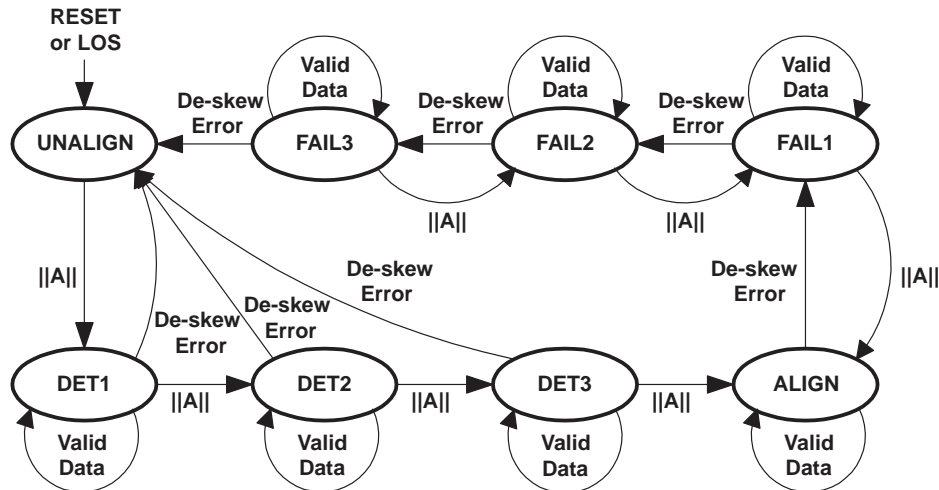 RESET
or LOS
Valid
Data
Valid
Data
Valid
Data
De-skew
Error
De-skew
Error
De-skew
Error
UNALIGN
FAIL3
FAIL2
FAIL1
||A||
||A||
||A||
||A||
De-skew
Error
De-skew
Error
De-skew
Error
De-skew
Error
DET1
DET2
DET3
ALIGN
||A||
||A||
||A||
Valid
Data
Valid
Data
Valid
Data
Valid
Data